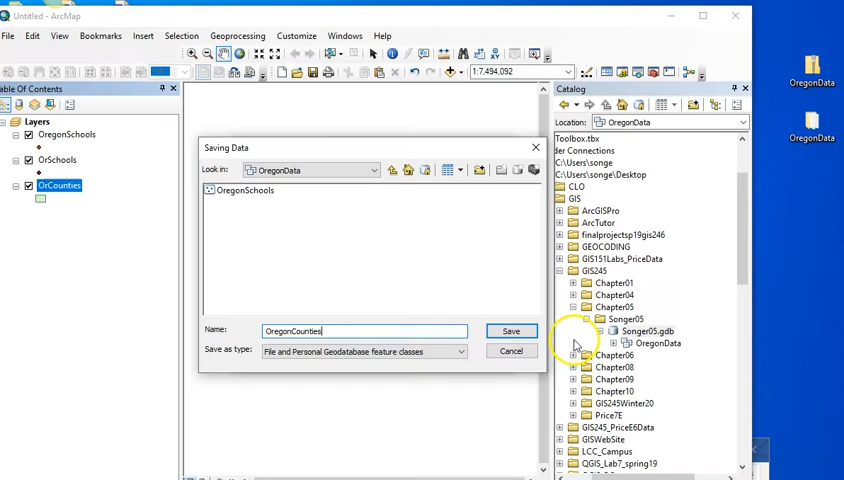 Untitled - ArcMap
File Edit View Bookmarks Insert Selection Geoprocessing Customize Windows Help
1:7,494,092
Table Of Contents
Layers
OregonSchools
OrSchools
OrCounties
Saving Data
Look in: OregonData
OregonSchools
Name: OregonCounties
Save
Save as type: File and Personal Geodatabase feature classes
Cancel
Catalog
Location: OregonData
Toolbox.tbx
der Connections
C:\Users\songe
C:\Users\songe\Desktop
CLO
GIS
ArcGISPro
ArcTutor
finalprojectsp19gis246
GEOCODING
GIS151Labs_PriceData
GIS245
Chapter01
Chapter04
Chapter05
Songer05
Songer05.gdb
OregonData
Chapter06
Chapter08
Chapter09
Chapter10
GIS245Winter20
Price7E
GIS245_PriceE6Data
GISWebSite
LCC_Campus
QGIS_Lab7_spring19
OregonData
OregonData